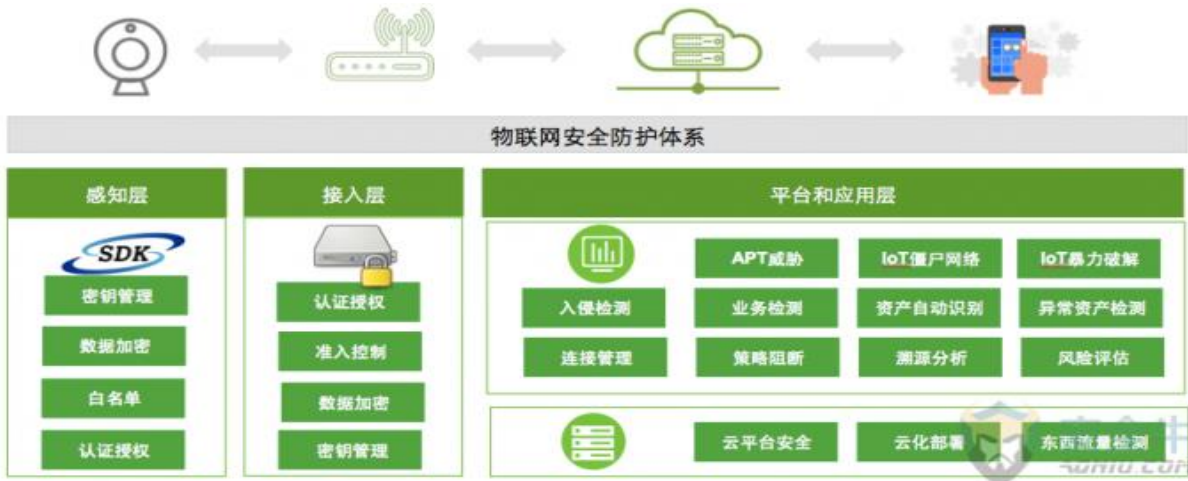 物联网安全防护体系
感知层
SDK
密钥管理
数据加密
白名单
认证授权
接入层
认证授权
准入控制
数据加密
密钥管理
平台和应用层
APT威胁 IoT僵尸网络 IoT暴力破解
入侵检测 业务检测 资产自动识别 异常资产检测
连接管理 策略阻断 溯源分析 风险评估
云平台安全 云化部署 东西流量检测